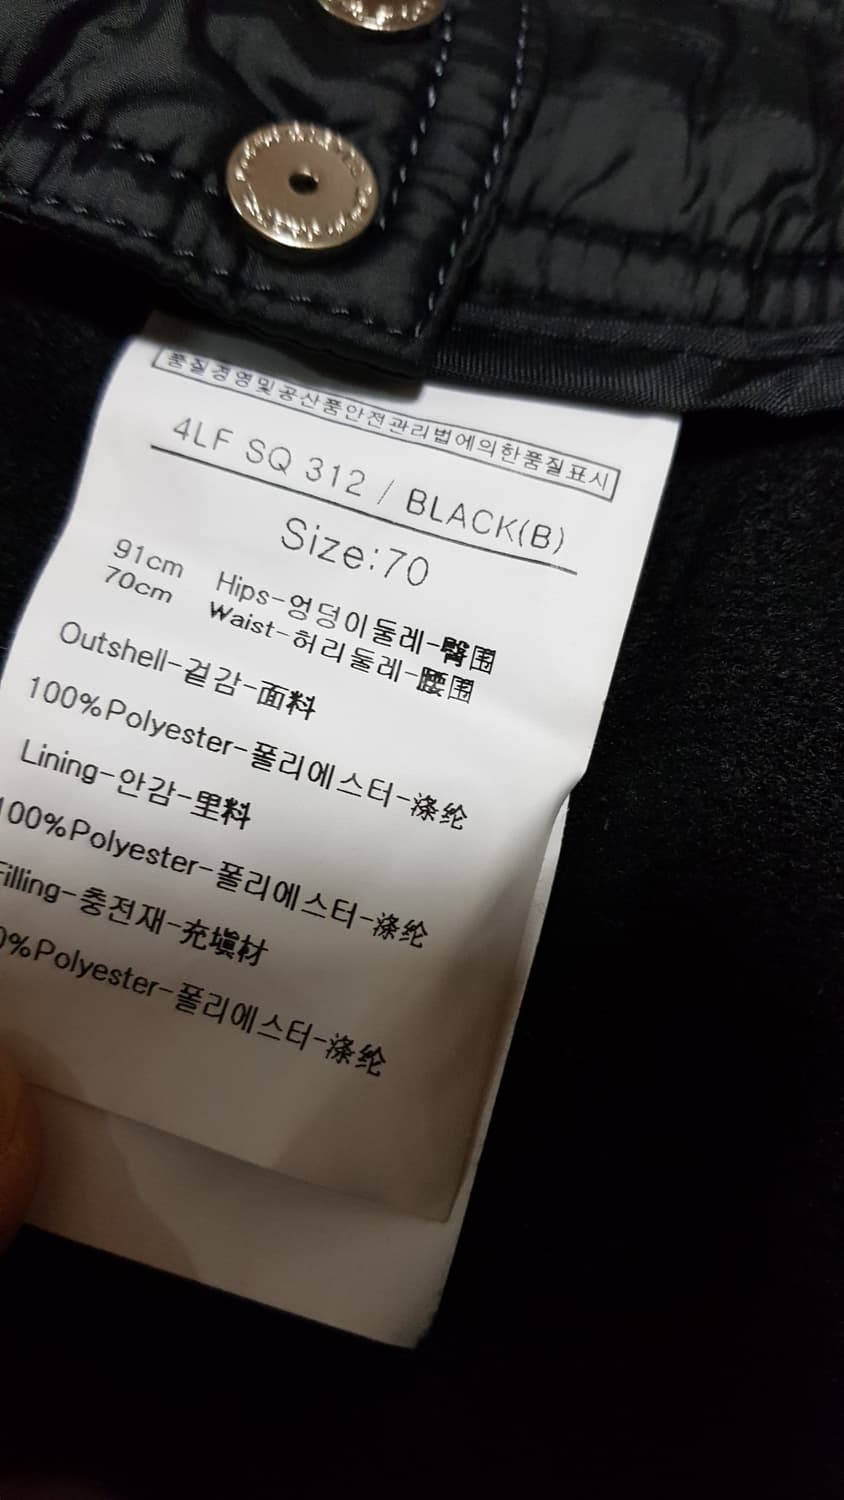 품질경영및공산품안전관리법에의한품질표시
4LF SQ 312 / BLACK(B)
Size:70
91cm Hips-엉덩이둘레-臀围
70cm Waist-허리둘레-腰围
Outshell-겉감-面料
100%Polyester-폴리에스터-涤纶
Lining-안감-里料
100%Polyester-폴리에스터-涤纶
Filling-충전재-充塡材
0%Polyester-폴리에스터-涤纶